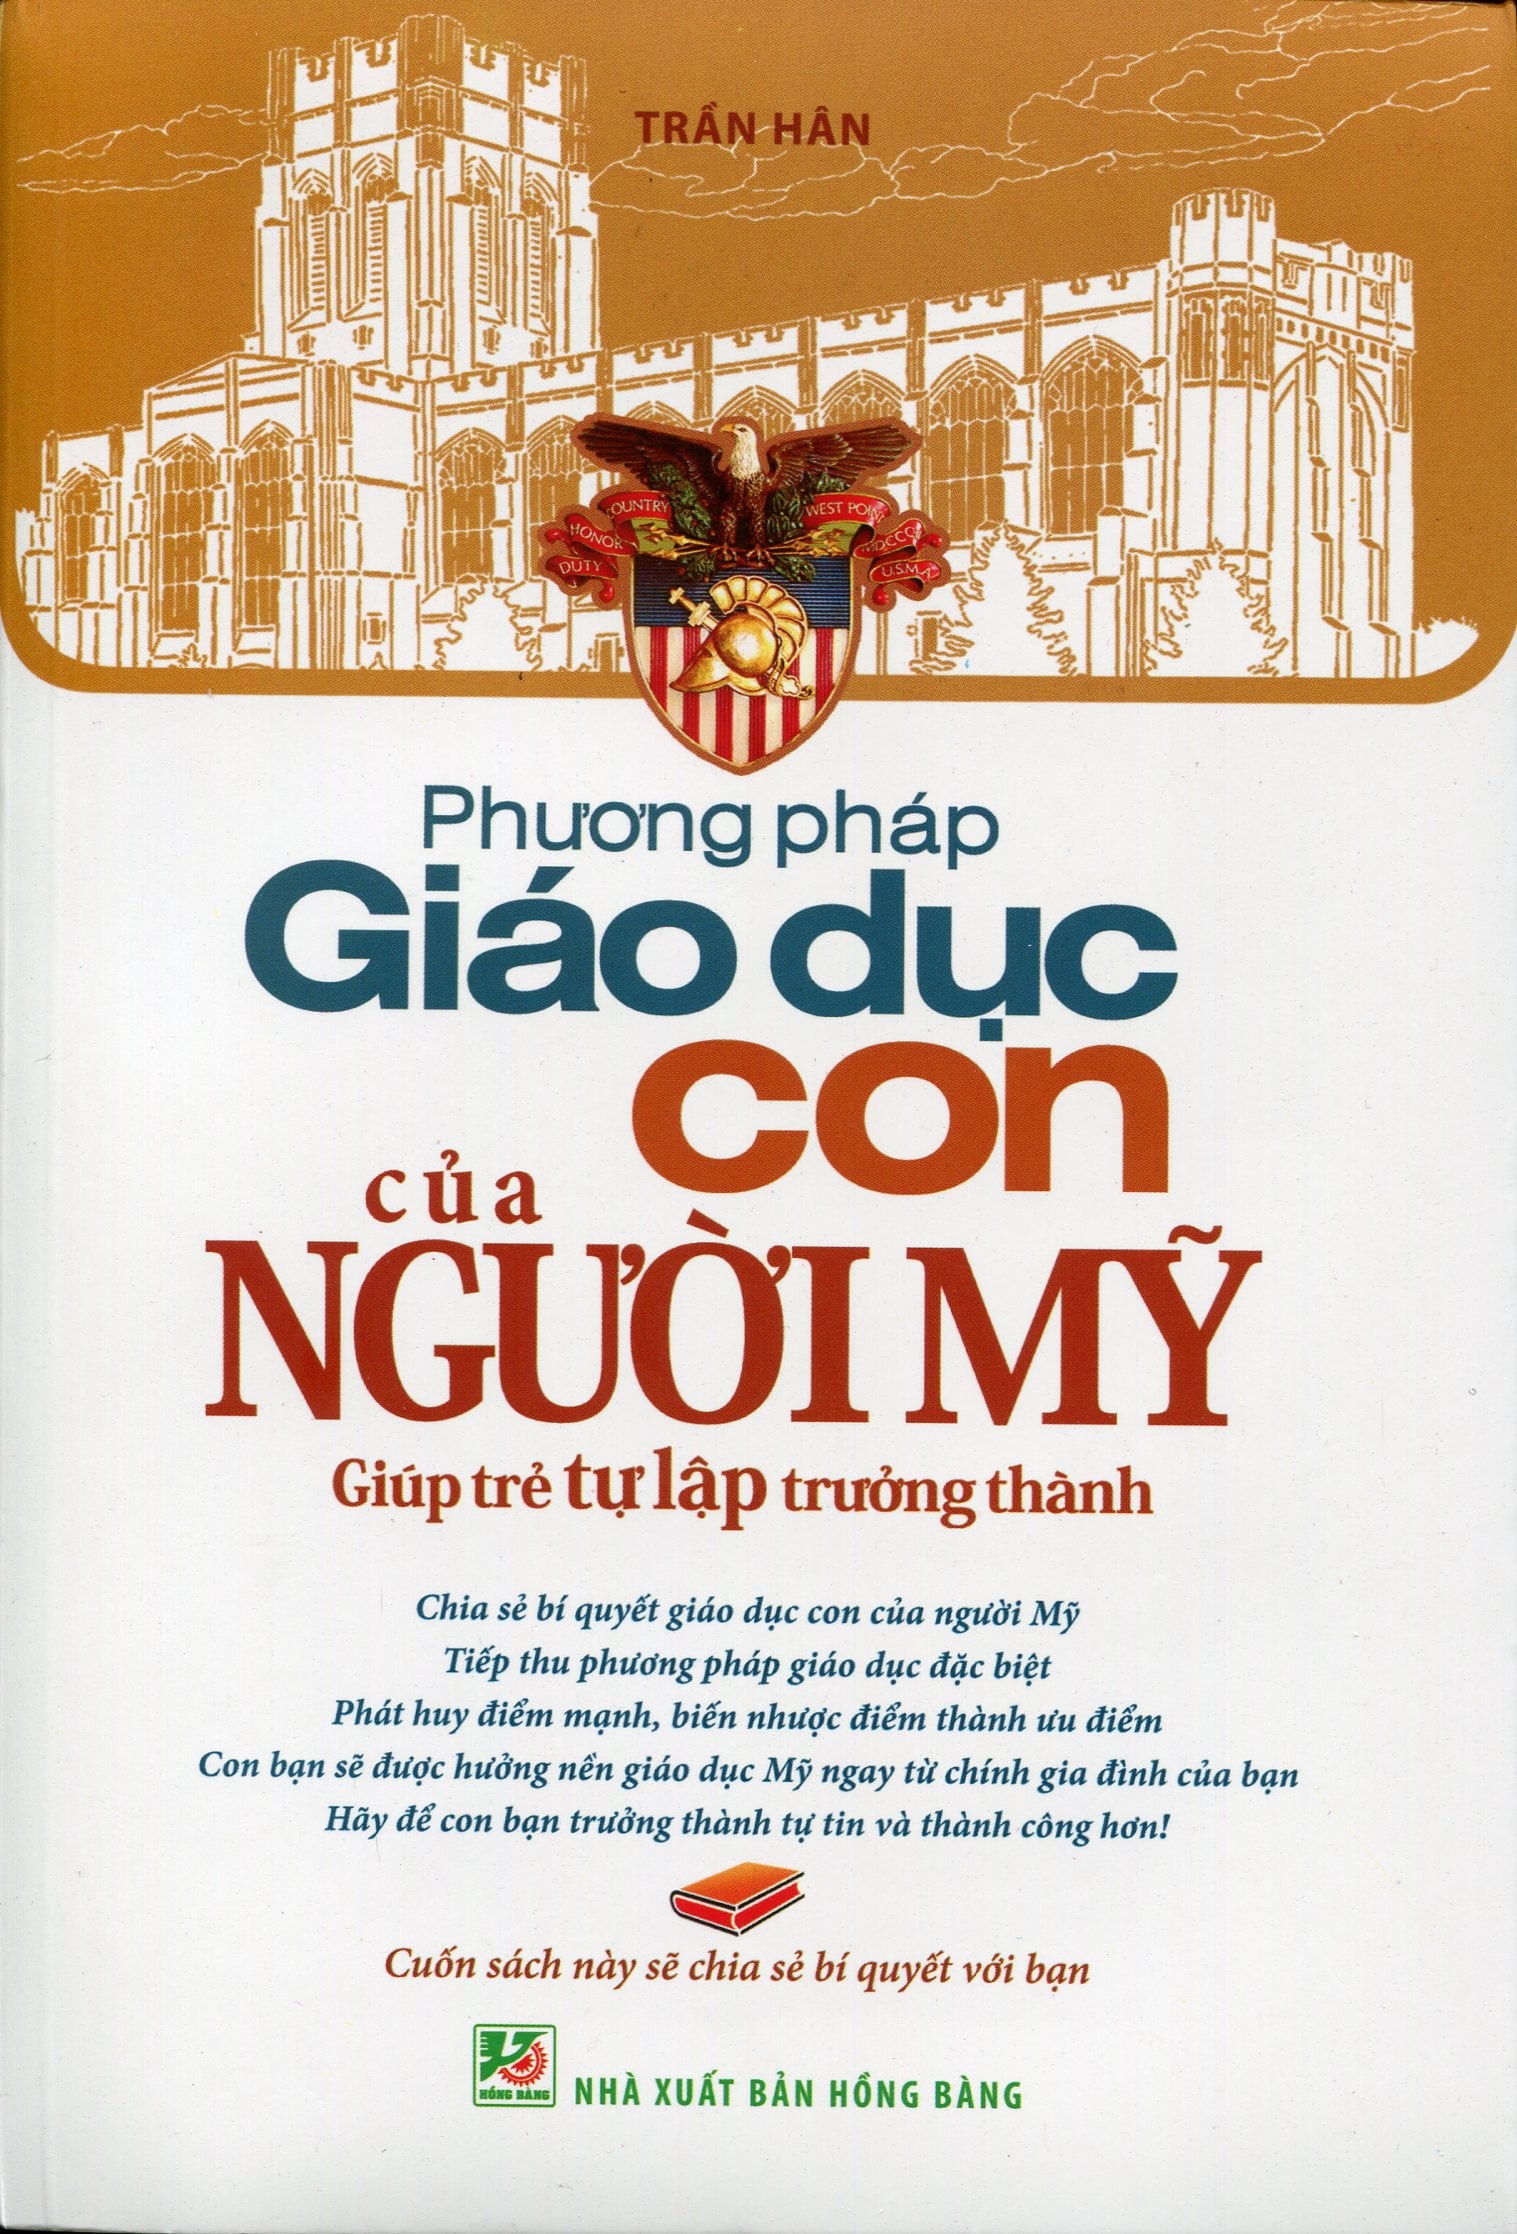 TRẦN HÂN
COUNTRY
HONOR
DUTY
WEST POINT
U.S.M.A
Phương pháp
Giáo dục
con
của
NGƯỜI MỸ
Giúp trẻ tự lập trưởng thành
Chia sẻ bí quyết giáo dục con của người Mỹ
Tiếp thu phương pháp giáo dục đặc biệt
Phát huy điểm mạnh, biến nhược điểm thành ưu điểm
Con bạn sẽ được hưởng nền giáo dục Mỹ ngay từ chính gia đình của bạn
Hãy để con bạn trưởng thành tự tin và thành công hơn!
Cuốn sách này sẽ chia sẻ bí quyết với bạn
HỒNG BÀNG
NHÀ XUẤT BẢN HỒNG BÀNG